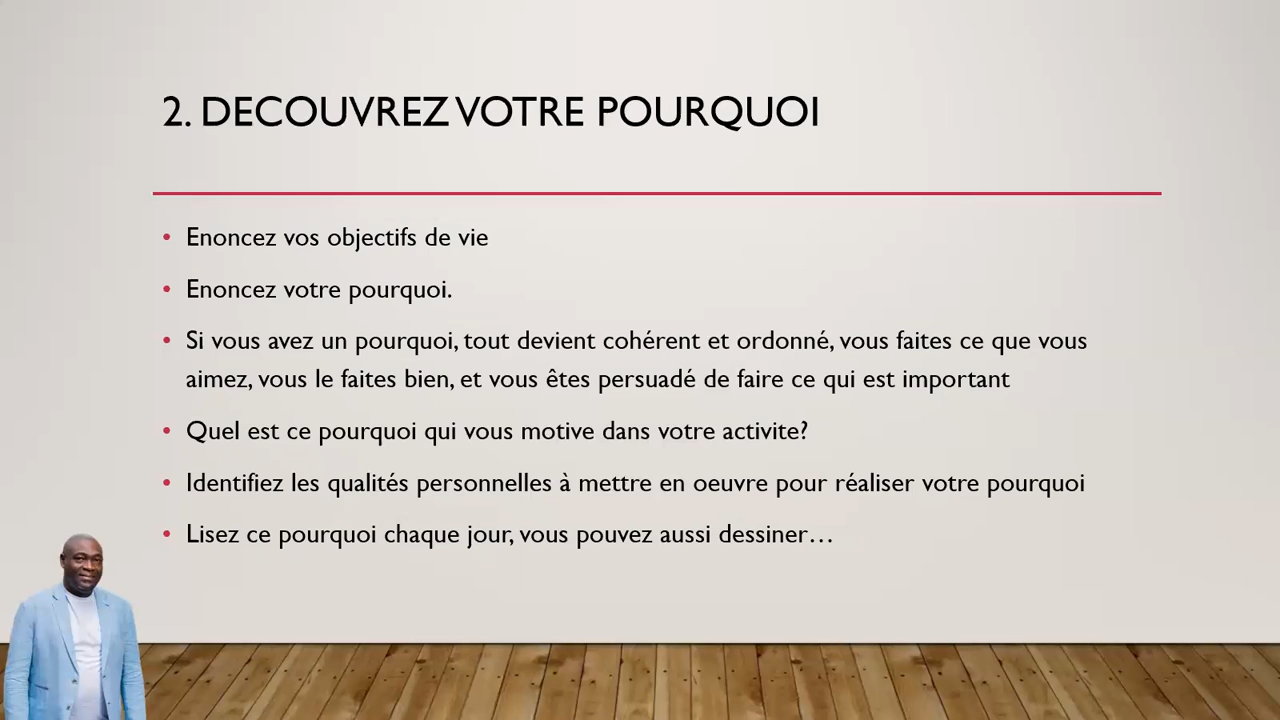 2. DECOUVREZ VOTRE POURQUOI
• Enoncez vos objectifs de vie
• Enoncez votre pourquoi.
• Si vous avez un pourquoi, tout devient cohérent et ordonné, vous faites ce que vous
aimez, vous le faites bien, et vous êtes persuadé de faire ce qui est important
• Quel est ce pourquoi qui vous motive dans votre activite?
• Identifiez les qualités personnelles à mettre en oeuvre pour réaliser votre pourquoi
• Lisez ce pourquoi chaque jour, vous pouvez aussi dessiner…